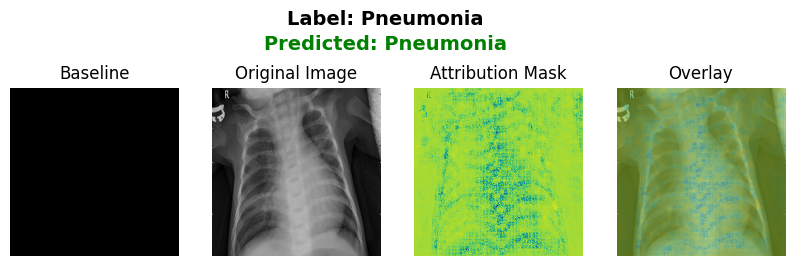 Label: Pneumonia
Predicted: Pneumonia
Baseline Original Image Attribution Mask Overlay
R
R
R